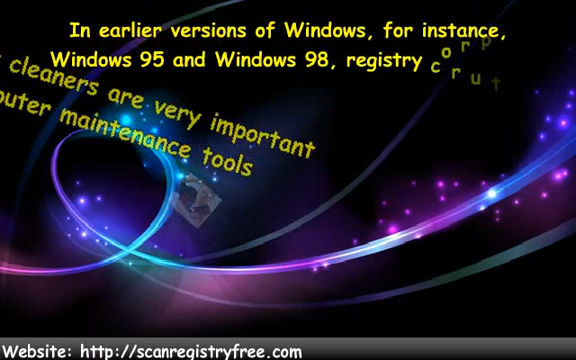 In earlier versions of Windows, for instance,
Windows 95 and Windows 98, registry
cleaners are very important
maintenance tools
Website: http://scanregistryfree.com